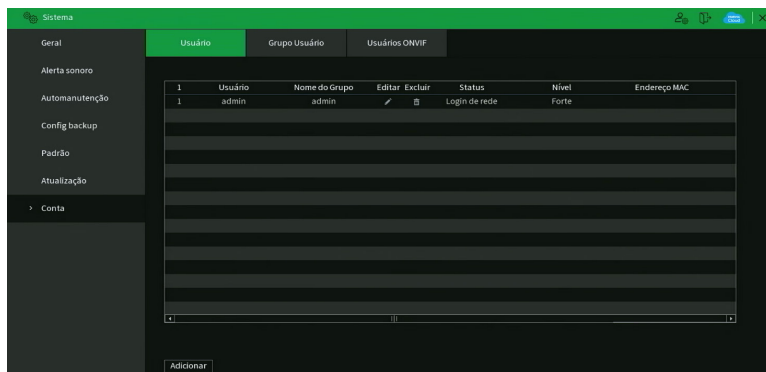 Sistema
Geral
Usuário
Grupo Usuário
Usuários ONVIF
Alerta sonoro
Automanutenção
Config backup
Padrão
Atualização
Conta
1 Usuário Nome do Grupo Editar Excluir Status Nível Endereço MAC
1 admin admin Login de rede Forte
Adicionar